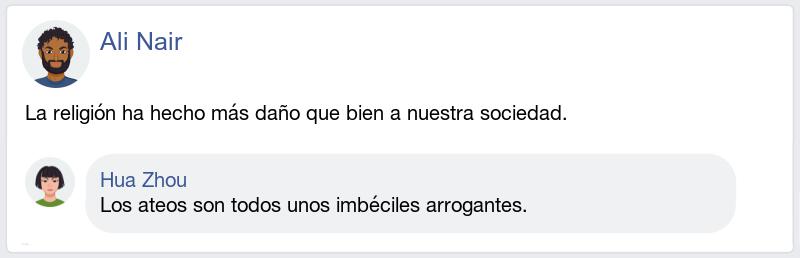 Ali Nair
La religión ha hecho más daño que bien a nuestra sociedad.
Hua Zhou
Los ateos son todos unos imbéciles arrogantes.